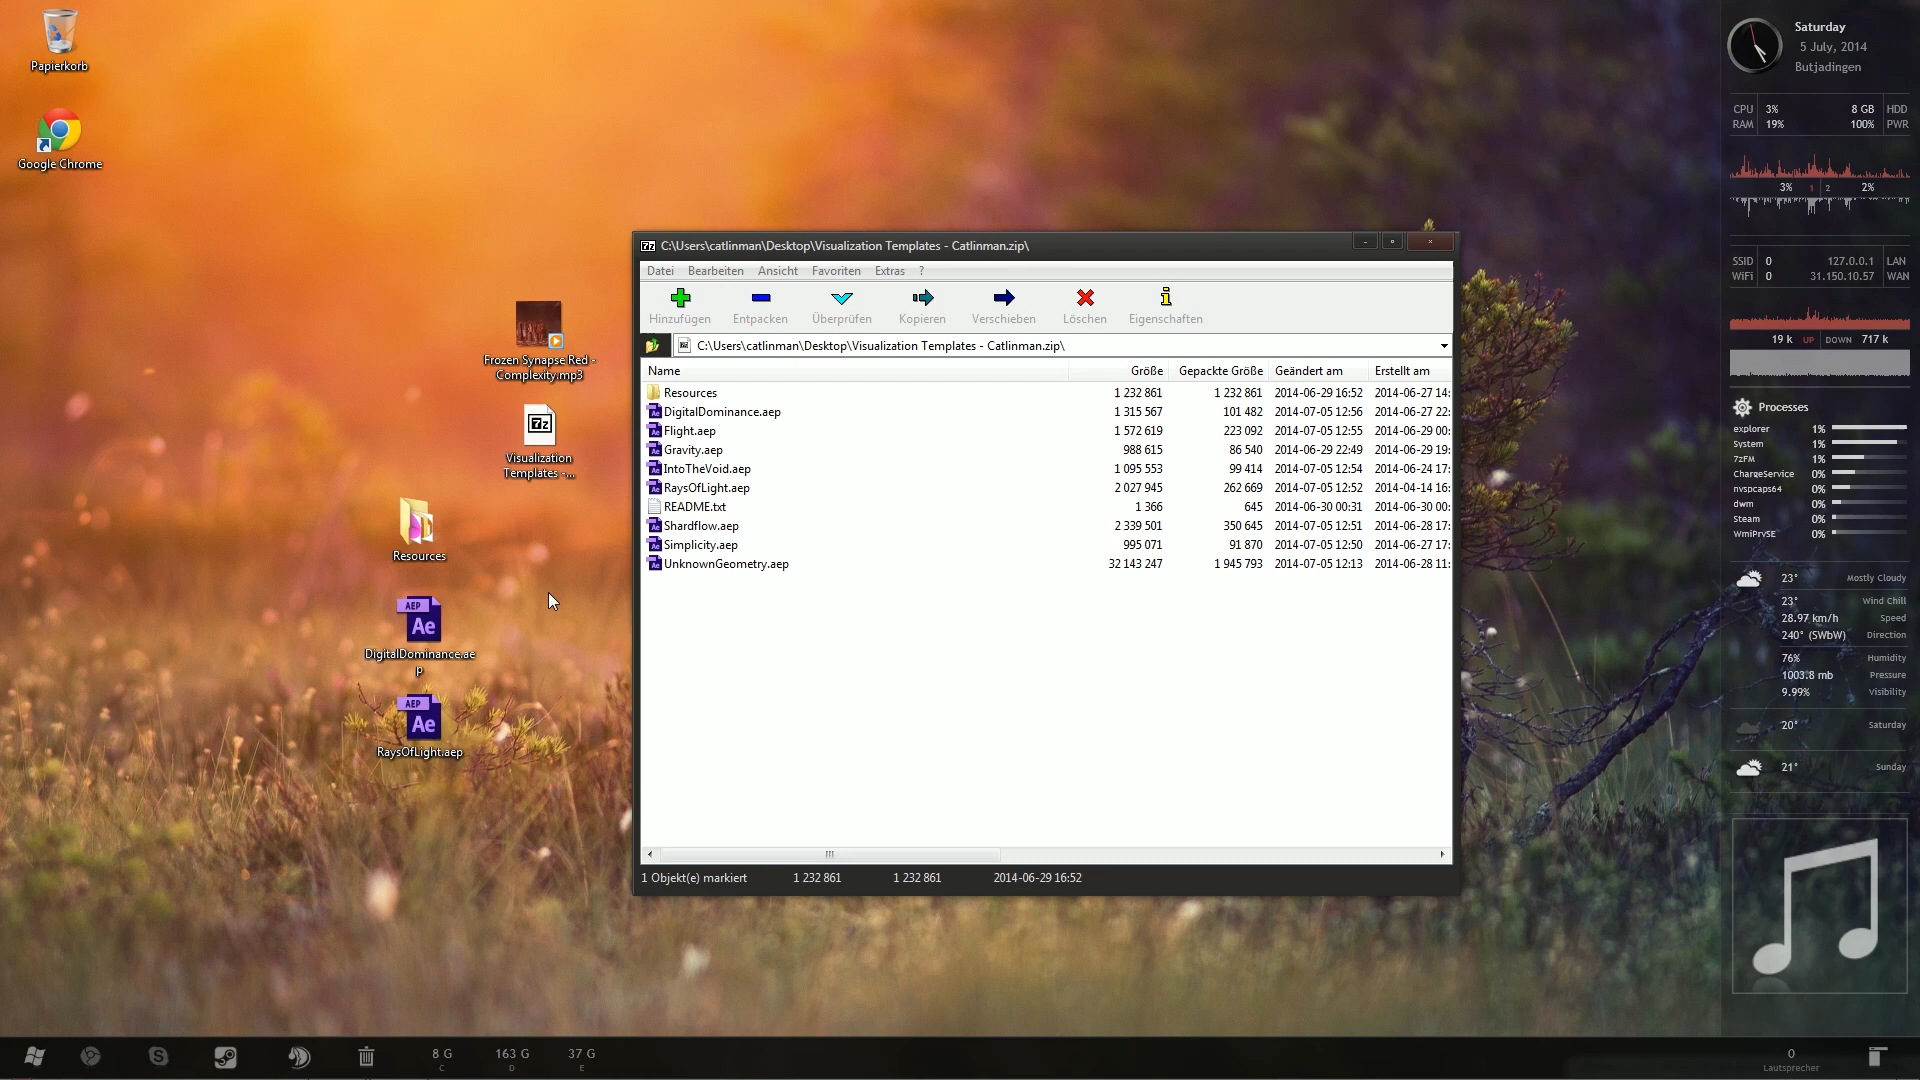 Papierkorb
Google Chrome
Frozen Synapse Red -
Complexity.mp3
7z
Visualization
Templates -...
Resources
AEP
Ae
DigitalDominance.ae
p
AEP
Ae
RaysOfLight.aep
7z C:\Users\catlinman\Desktop\Visualization Templates - Catlinman.zip\
Datei Bearbeiten Ansicht Favoriten Extras ?
Hinzufügen Entpacken Überprüfen Kopieren Verschieben Löschen Eigenschaften
C:\Users\catlinman\Desktop\Visualization Templates - Catlinman.zip\
Name Größe Gepackte Größe Geändert am Erstellt am
Resources 1 232 861 1 232 861 2014-06-29 16:52 2014-06-27 14:
DigitalDominance.aep 1 315 567 101 482 2014-07-05 12:56 2014-06-27 22:
Flight.aep 1 572 619 223 092 2014-07-05 12:55 2014-06-29 00:
Gravity.aep 988 615 86 540 2014-06-29 22:49 2014-06-29 19:
IntoTheVoid.aep 1 095 553 99 414 2014-07-05 12:54 2014-06-24 17:
RaysOfLight.aep 2 027 945 262 669 2014-07-05 12:52 2014-04-14 16:
README.txt 1 366 645 2014-06-30 00:31 2014-06-30 00:
Shardflow.aep 2 339 501 350 645 2014-07-05 12:51 2014-06-28 17:
Simplicity.aep 995 071 91 870 2014-07-05 12:50 2014-06-27 17:
UnknownGeometry.aep 32 143 247 1 945 793 2014-07-05 12:13 2014-06-28 11:
1 Objekt(e) markiert 1 232 861 1 232 861 2014-06-29 16:52
Saturday
5 July, 2014
Butjadingen
CPU 3% 8 GB HDD
RAM 19% 100% PWR
3% 1 2 2%
SSID 0 127.0.0.1 LAN
WiFi 0 31.150.10.57 WAN
19 k UP DOWN 717 k
Processes
explorer 1%
System 1%
7zFM 1%
ChargeService 0%
nvspcaps64 0%
dwm 0%
Steam 0%
WmiPrvSE 0%
23° Mostly Cloudy
23° Wind Chill
28.97 km/h Speed
240° (SWbW) Direction
76% Humidity
1003.8 mb Pressure
9.99% Visibility
20° Saturday
21° Sunday
8 G 163 G 37 G
C D E
0
Lautsprecher